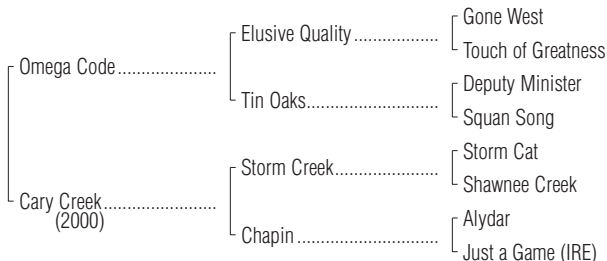 Gone West
Elusive Quality..................
Touch of Greatness
Omega Code.....................
Deputy Minister
Tin Oaks................................
Squan Song
Storm Cat
Storm Creek.........................
Shawnee Creek
Cary Creek........................
(2000)
Alydar
Chapin ...................................
Just a Game (IRE)